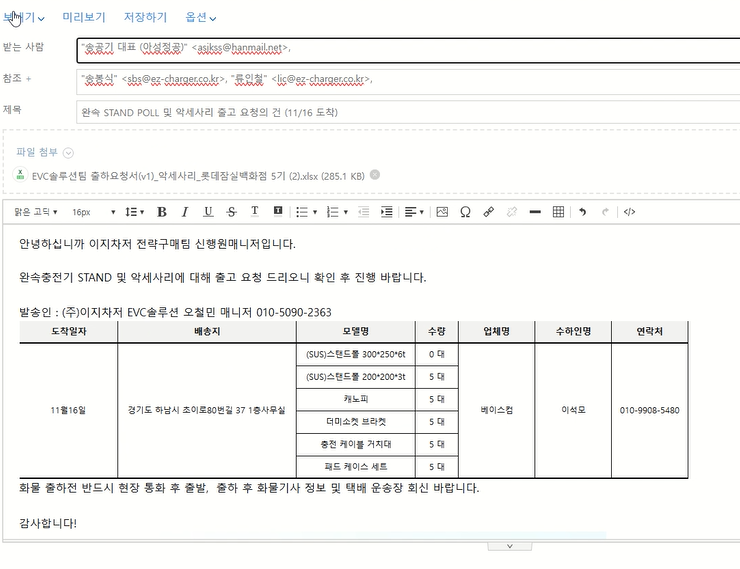 보내기 미리보기 저장하기 옵션
받는 사람 "송공기 대표 (아성정공)" <asjkss@hanmail.net>,
참조 + "송봉식" <sbs@ez-charger.co.kr>, "류인철" <lic@ez-charger.co.kr>,
제목 완속 STAND POLL 및 악세사리 줄고 요청의 건 (11/16 도착)
파일 첨부
EVC솔루션팀 출하요청서(v1)_악세사리_롯데잠실백화점 5기 (2).xlsx (285.1 KB)
맑은 고딕 16px B I U S T T </>
안녕하십니까 이지차저 전략구매팀 신행원매니저입니다.
완속충전기 STAND 및 악세사리에 대해 줄고 요청 드리오니 확인 후 진행 바랍니다.
발송인 : (주)이지차저 EVC솔루션 오철민 매니저 010-5090-2363
도착일자 배송지 모델명 수량 업체명 수하인명 연락처
(SUS)스탠드폴 300*250*6t 0 대
(SUS)스탠드폴 200*200*3t 5 대
캐노피 5 대
11월16일 경기도 하남시 조이로80번길 37 1층사무실 베이스컴 이석모 010-9908-5480
더미소켓 브라켓 5 대
충전 케이블 거치대 5 대
패드 케이스 세트 5 대
화물 출하전 반드시 현장 통화 후 출발, 출하 후 화물기사 정보 및 택배 운송장 회신 바랍니다.
감사합니다!